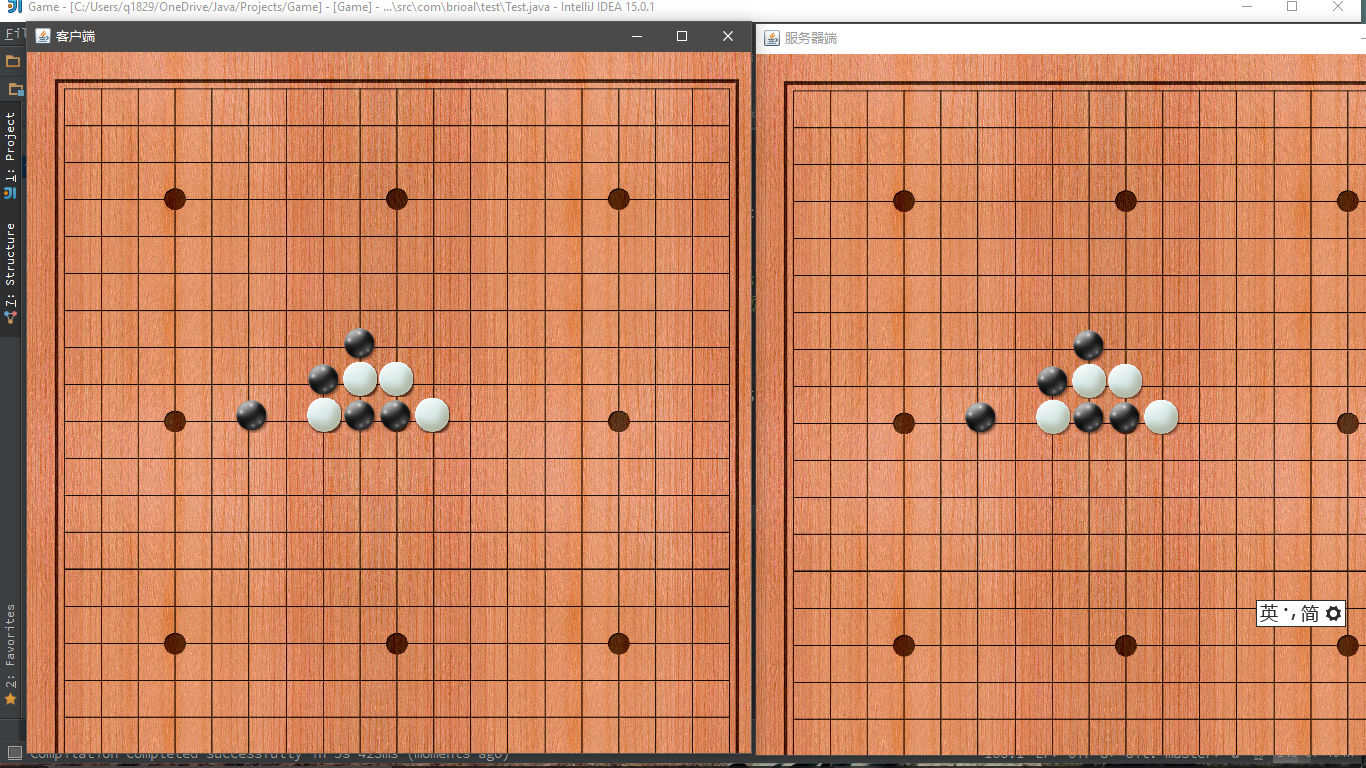 Game - [C:/Users/q1829/OneDrive/Java/Projects/Game] - [Game] - ...\src\com\brioal\test\Test.java - IntelliJ IDEA 15.0.1
Fil
客户端
服务器端
1: Project
7: Structure
2: Favorites
英 •, 简
Compilation completed successfully in 3s 423ms (moments ago)